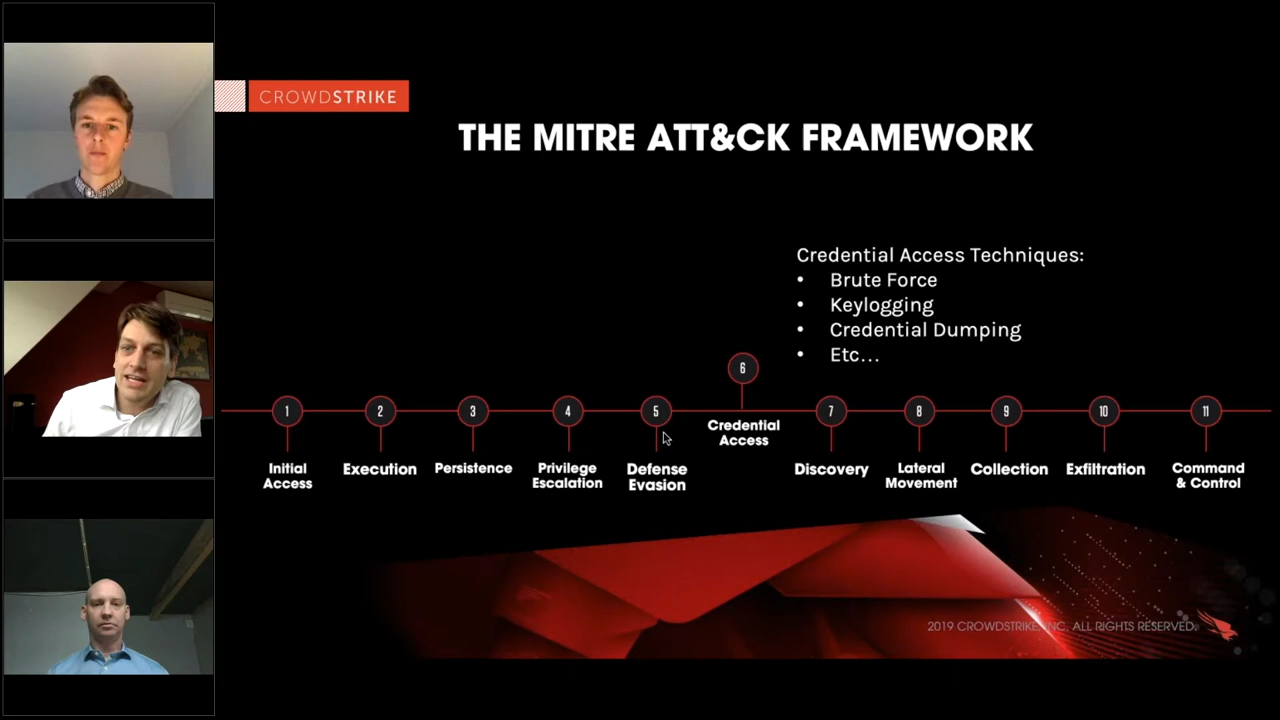 CROWDSTRIKE
THE MITRE ATT&CK FRAMEWORK
Credential Access Techniques:
• Brute Force
• Keylogging
• Credential Dumping
• Etc...
6
1
2
3
4
5
7
8
9
10
11
Credential
Access
Initial
Access
Execution
Persistence
Privilege
Escalation
Defense
Evasion
Discovery
Lateral
Movement
Collection
Exfiltration
Command
& Control
2019 CROWDSTRIKE, INC. ALL RIGHTS RESERVED.